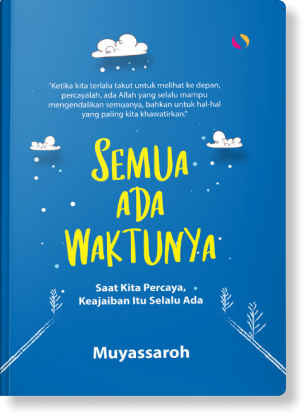 "Ketika kita terlalu takut untuk melihat ke depan,
percayalah, ada Allah yang selalu mampu
mengendalikan semuanya, bahkan untuk hal-hal
yang paling kita khawatirkan."
SEMUA
ADA
WAKTUNYA
Saat Kita Percaya,
Keajaiban Itu Selalu Ada
Muyassaroh